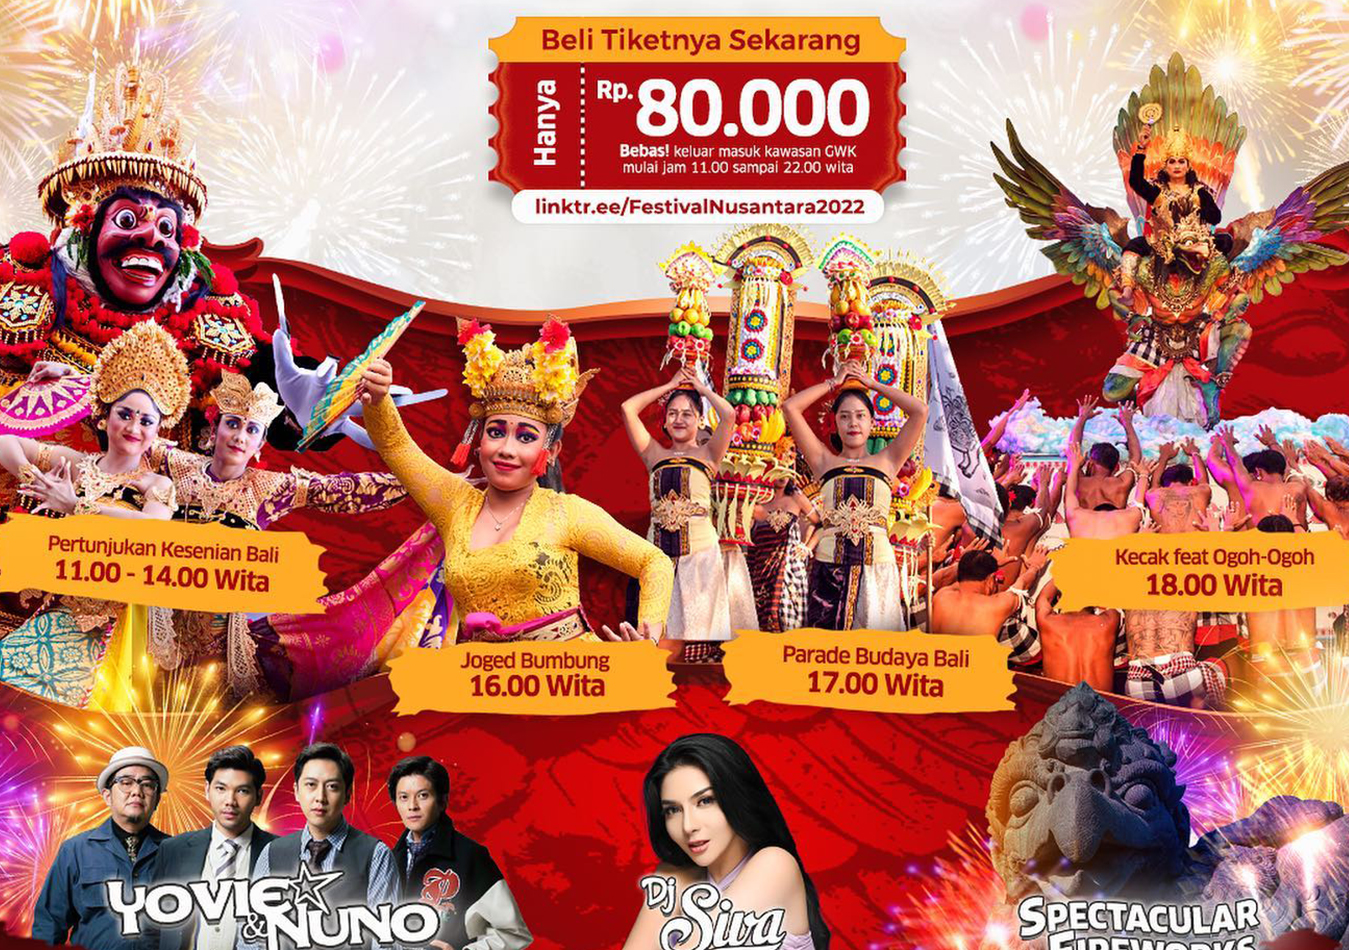 Beli Tiketnya Sekarang
Hanya
Rp. 80.000
Bebas! keluar masuk kawasan GWK
mulai jam 11.00 sampai 22.00 wita
linktr.ee/FestivalNusantara2022
Pertunjukan Kesenian Bali
11.00 - 14.00 Wita
Joged Bumbung
16.00 Wita
Parade Budaya Bali
17.00 Wita
Kecak feat Ogoh-Ogoh
18.00 Wita
YOVIE
& NUNO
Dj Siva
SPECTACULAR